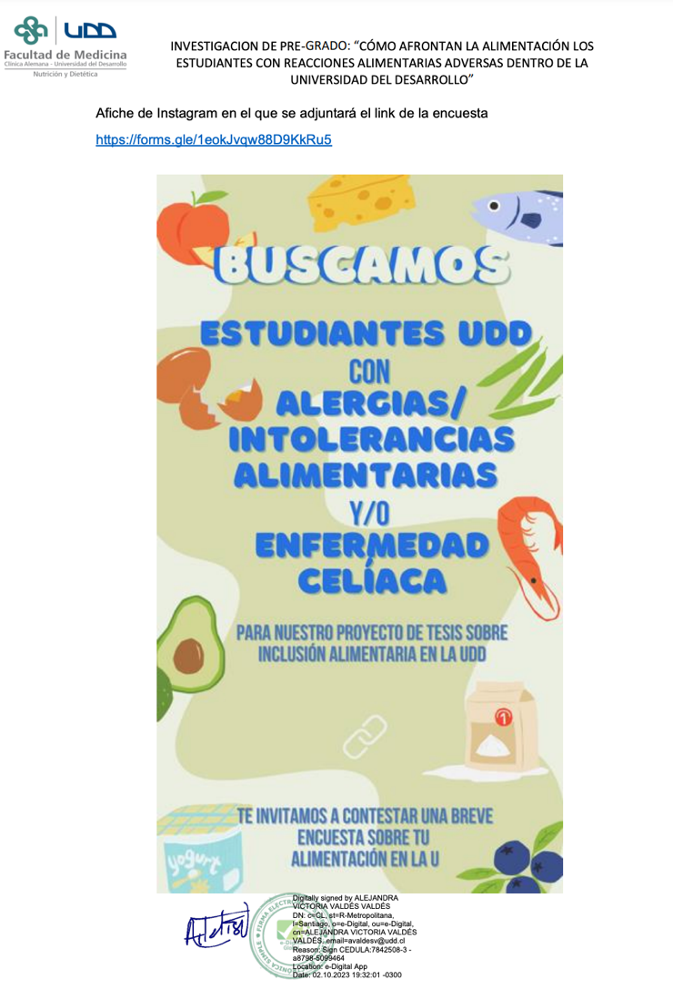 UDD
Facultad de Medicina
Clínica Alemana - Universidad del Desarrollo
Nutrición y Dietética
INVESTIGACION DE PRE-GRADO: “CÓMO AFRONTAN LA ALIMENTACIÓN LOS
ESTUDIANTES CON REACCIONES ALIMENTARIAS ADVERSAS DENTRO DE LA
UNIVERSIDAD DEL DESARROLLO”
Afiche de Instagram en el que se adjuntará el link de la encuesta
https://forms.gle/1eokJvqw88D9KkRu5
BUSCAMOS
ESTUDIANTES UDD
CON
ALERGIAS/
INTOLERANCIAS
ALIMENTARIAS
Y/O
ENFERMEDAD
CELÍACA
PARA NUESTRO PROYECTO DE TESIS SOBRE
INCLUSIÓN ALIMENTARIA EN LA UDD
1
TE INVITAMOS A CONTESTAR UNA BREVE
ENCUESTA SOBRE TU
ALIMENTACIÓN EN LA U
yogurt
Digitally signed by ALEJANDRA
VICTORIA VALDÉS VALDÉS
DN: c=CL, st=R-Metropolitana,
l=Santiago, o=e-Digital, ou=e-Digital,
cn=ALEJANDRA VICTORIA VALDÉS
VALDÉS, email=avaldesv@udd.cl
Reason: Sign CEDULA:7842508-3 -
a8798-5099464
Location: e-Digital App
Date: 02.10.2023 19:32:01 -0300